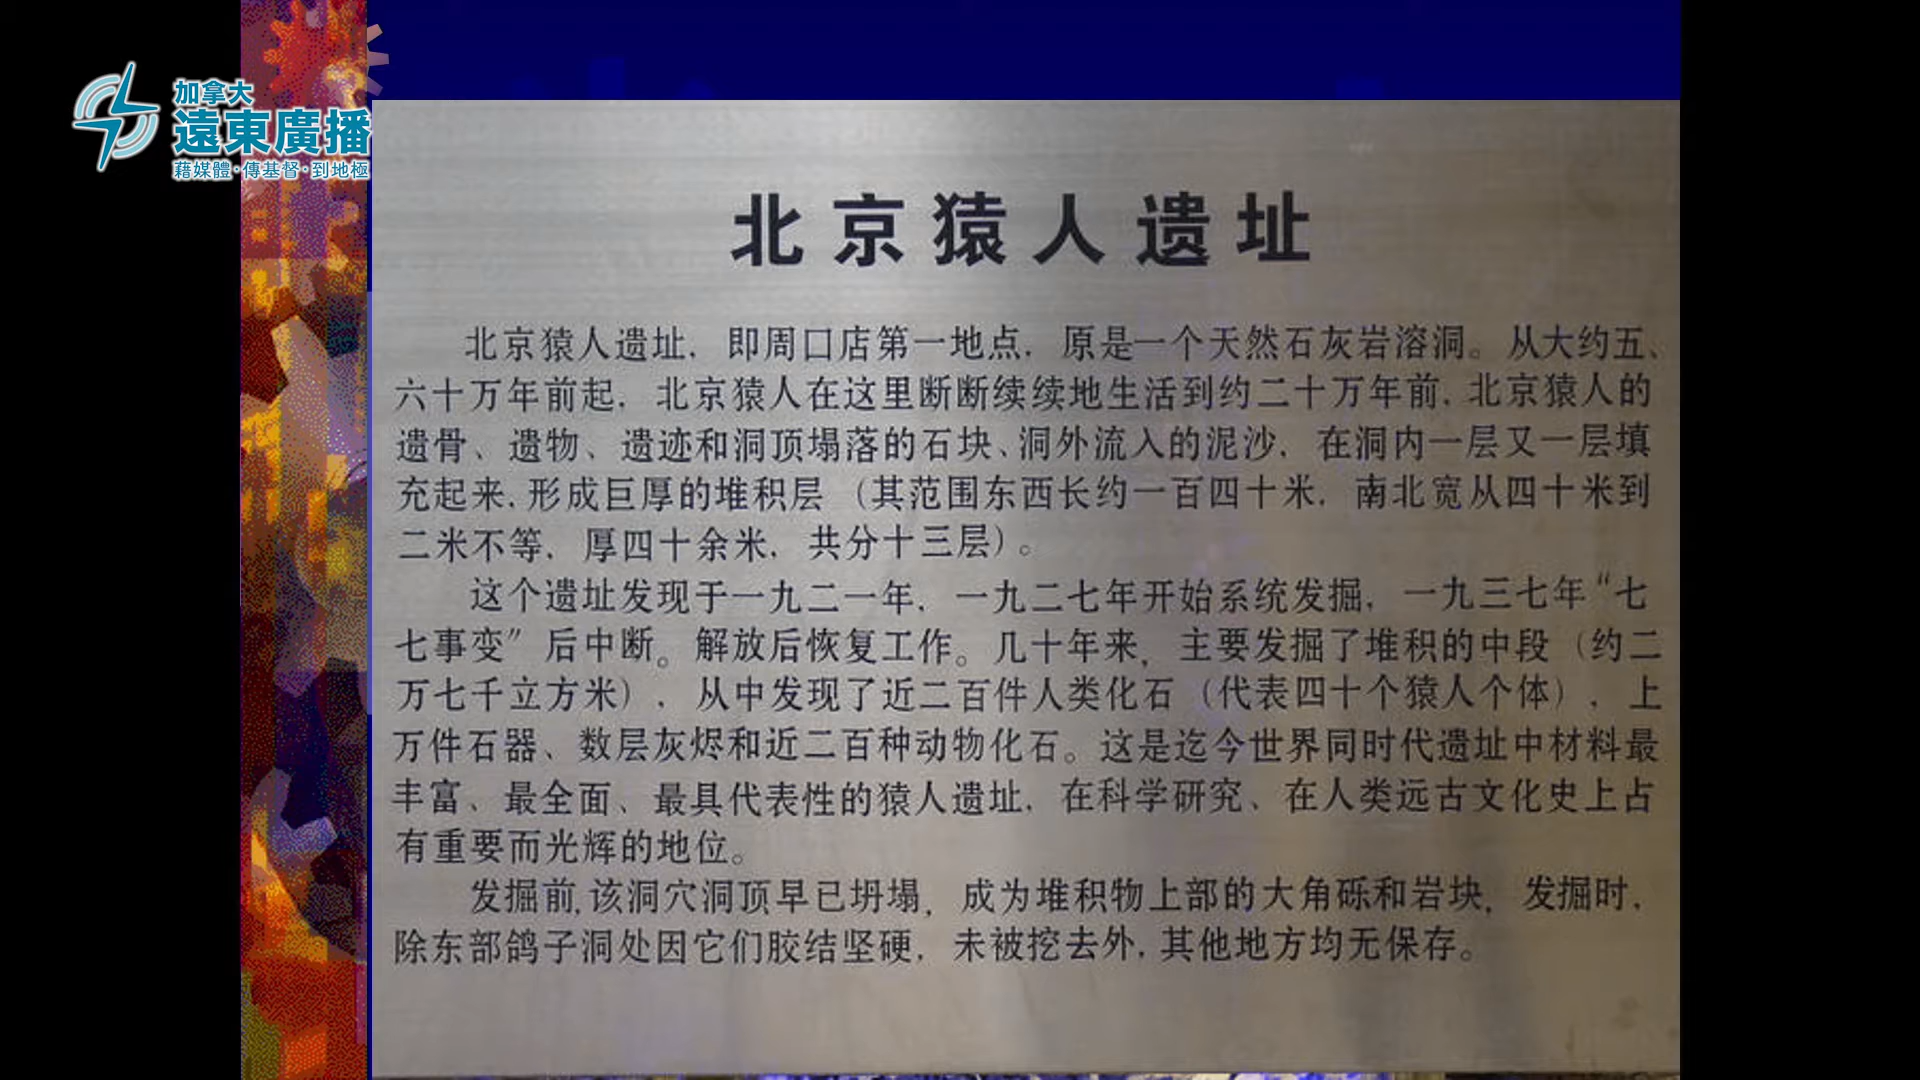 加拿大
遠東廣播
藉媒體·傳基督·到地極
北京猿人遗址
北京猿人遗址，即周口店第一地点，原是一个天然石灰岩溶洞。从大约五、
六十万年前起，北京猿人在这里断断续续地生活到约二十万年前，北京猿人的
遗骨、遗物、遗迹和洞顶塌落的石块、洞外流入的泥沙，在洞内一层又一层填
充起来，形成巨厚的堆积层（其范围东西长约一百四十米，南北宽从四十米到
二米不等，厚四十余米，共分十三层）。
这个遗址发现于一九二一年，一九二七年开始系统发掘，一九三七年“七
七事变”后中断。解放后恢复工作。几十年来，主要发掘了堆积的中段（约二
万七千立方米），从中发现了近二百件人类化石（代表四十个猿人个体），上
万件石器、数层灰烬和近二百种动物化石。这是迄今世界同时代遗址中材料最
丰富、最全面、最具代表性的猿人遗址，在科学研究、在人类远古文化史上占
有重要而光辉的地位。
发掘前，该洞穴洞顶早已坍塌，成为堆积物上部的大角砾和岩块，发掘时，
除东部鸽子洞处因它们胶结坚硬，未被挖去外，其他地方均无保存。